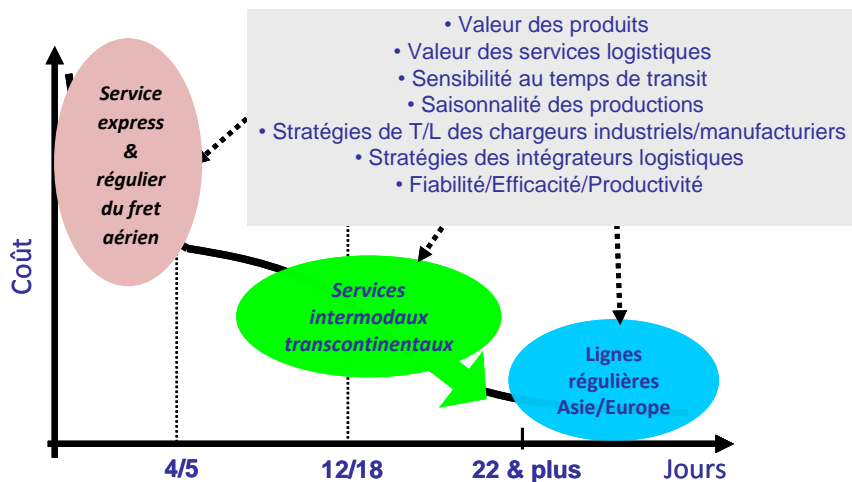 • Valeur des produits
• Valeur des services logistiques
• Sensibilité au temps de transit
• Saisonnalité des productions
• Stratégies de T/L des chargeurs industriels/manufacturiers
• Stratégies des intégrateurs logistiques
• Fiabilité/Efficacité/Productivité
Service
express
&
régulier
du fret
aérien
Coût
Services
intermodaux
transcontinentaux
Lignes
régulières
Asie/Europe
4/5
12/18
22 & plus
Jours